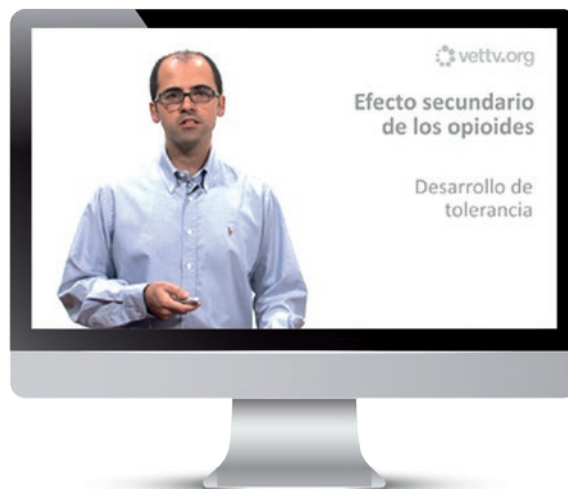 vettv.org
Efecto secundario
de los opioides
Desarrollo de
tolerancia